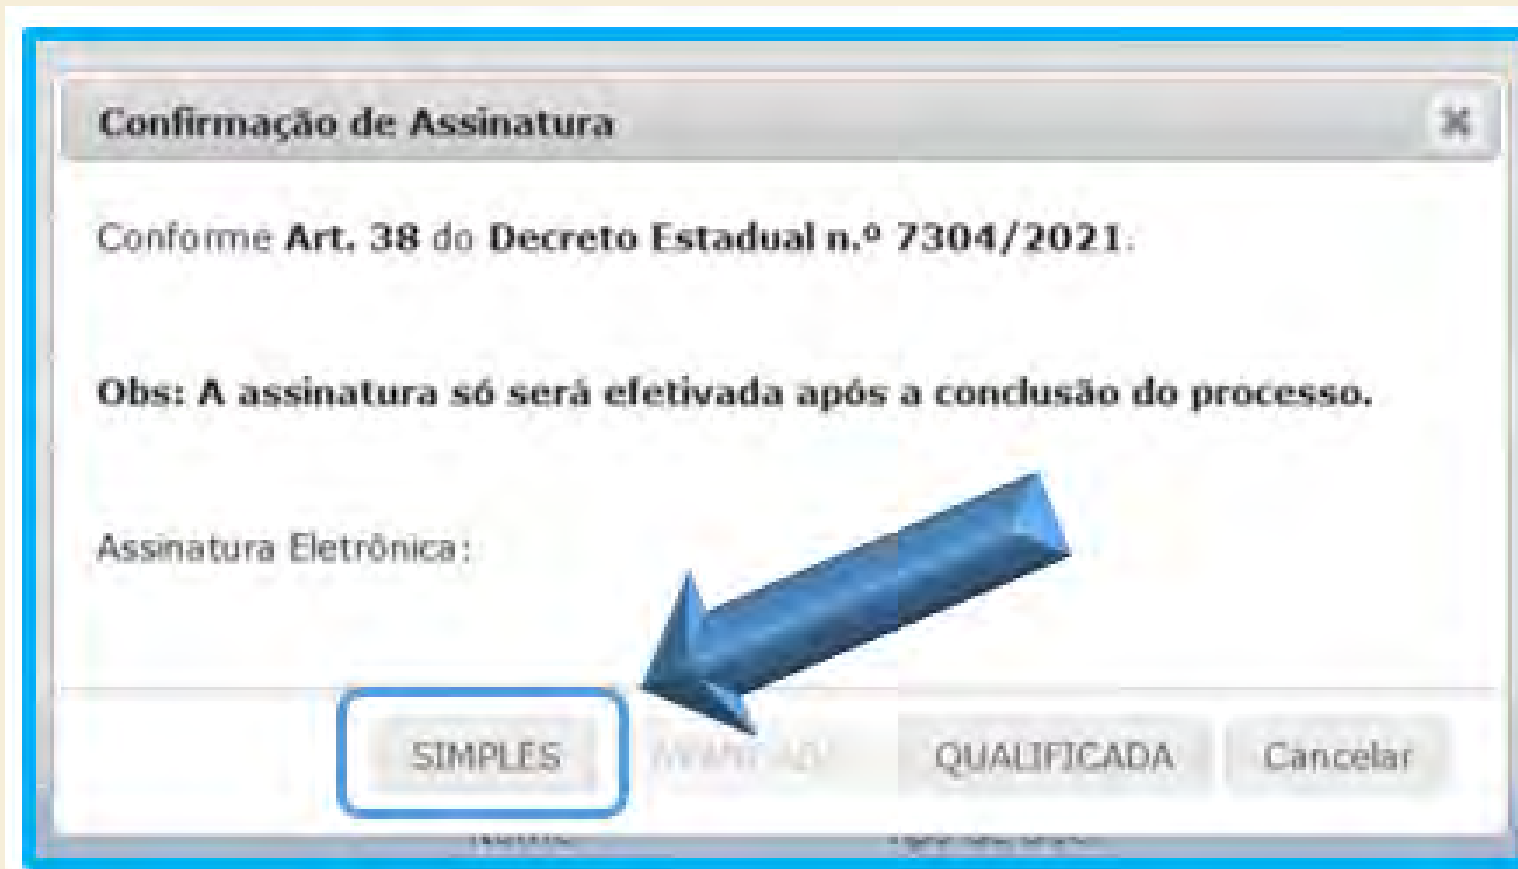 Confirmação de Assinatura
Conforme Art. 38 do Decreto Estadual n.º 7304/2021.
Obs: A assinatura só será efetivada após a conclusão do processo.
Assinatura Eletrônica:
SIMPLES QUALIFICADA Cancelar